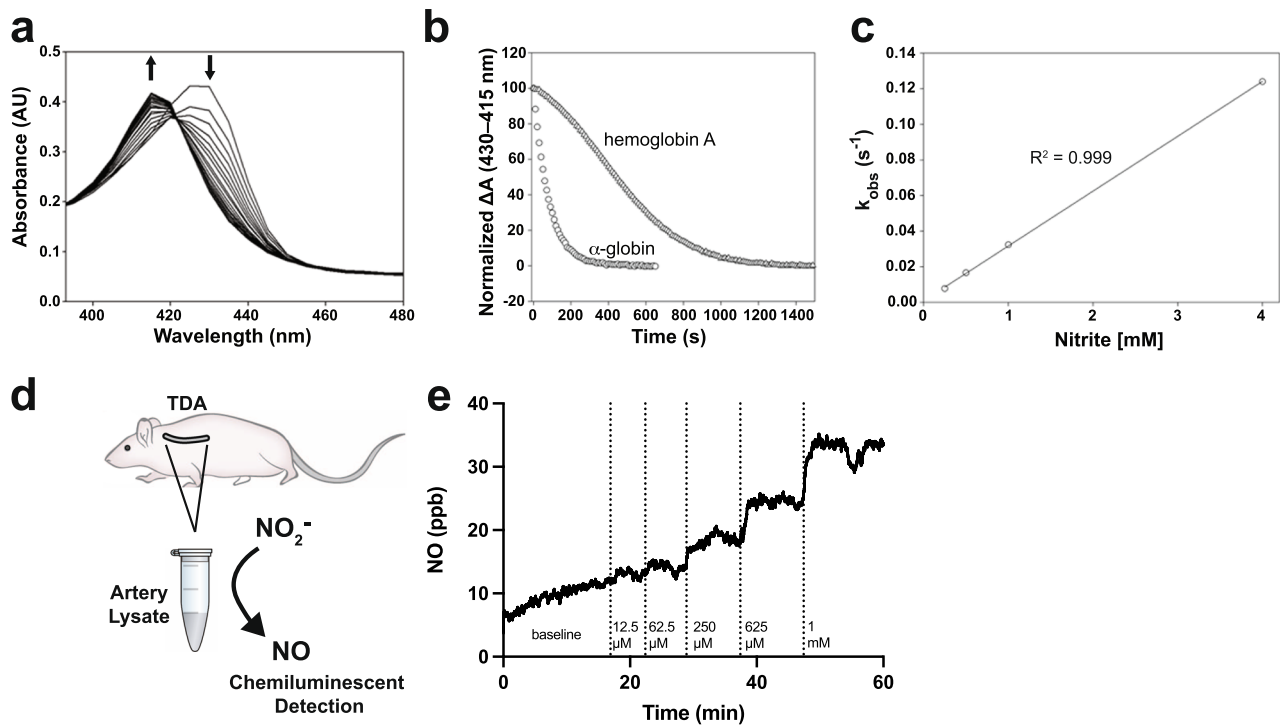 a
0.5
0.4
0.3
0.2
0.1
0.0
Absorbance (AU)
400
420
440
460
480
Wavelength (nm)
b
120
100
80
60
40
20
0
-20
Normalized ΔA (430–415 nm)
hemoglobin A
α-globin
0
200
400
600
800
1000
1200
1400
Time (s)
c
0.14
0.12
0.10
0.08
0.06
0.04
0.02
0.00
k_obs (s⁻¹)
R² = 0.999
0
1
2
3
4
Nitrite [mM]
d
TDA
NO₂⁻
Artery
Lysate
NO
Chemiluminescent
Detection
e
40
30
20
10
0
NO (ppb)
baseline
12.5
µM
62.5
µM
250
µM
625
µM
1
mM
0
20
40
60
Time (min)